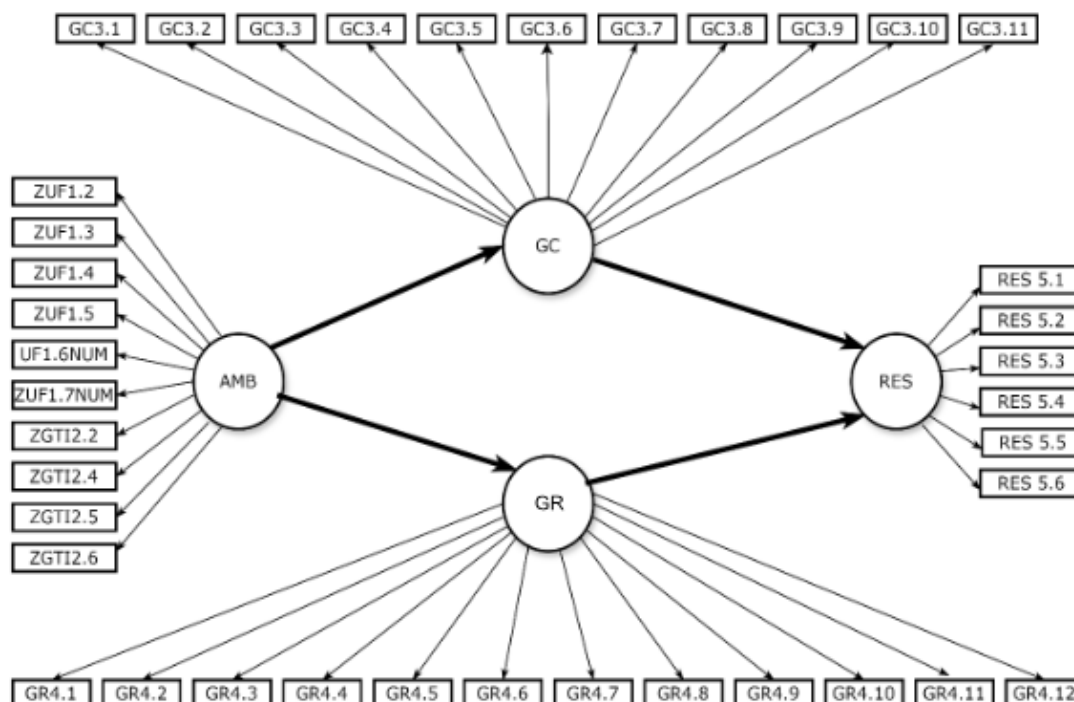 GC3.1 GC3.2 GC3.3 GC3.4 GC3.5 GC3.6 GC3.7 GC3.8 GC3.9 GC3.10 GC3.11
ZUF1.2
ZUF1.3
ZUF1.4
ZUF1.5
UF1.6NUM
ZUF1.7NUM
ZGTI2.2
ZGTI2.4
ZGTI2.5
ZGTI2.6
AMB
GC
GR
RES
RES 5.1
RES 5.2
RES 5.3
RES 5.4
RES 5.5
RES 5.6
GR4.1 GR4.2 GR4.3 GR4.4 GR4.5 GR4.6 GR4.7 GR4.8 GR4.9 GR4.10 GR4.11 GR4.12